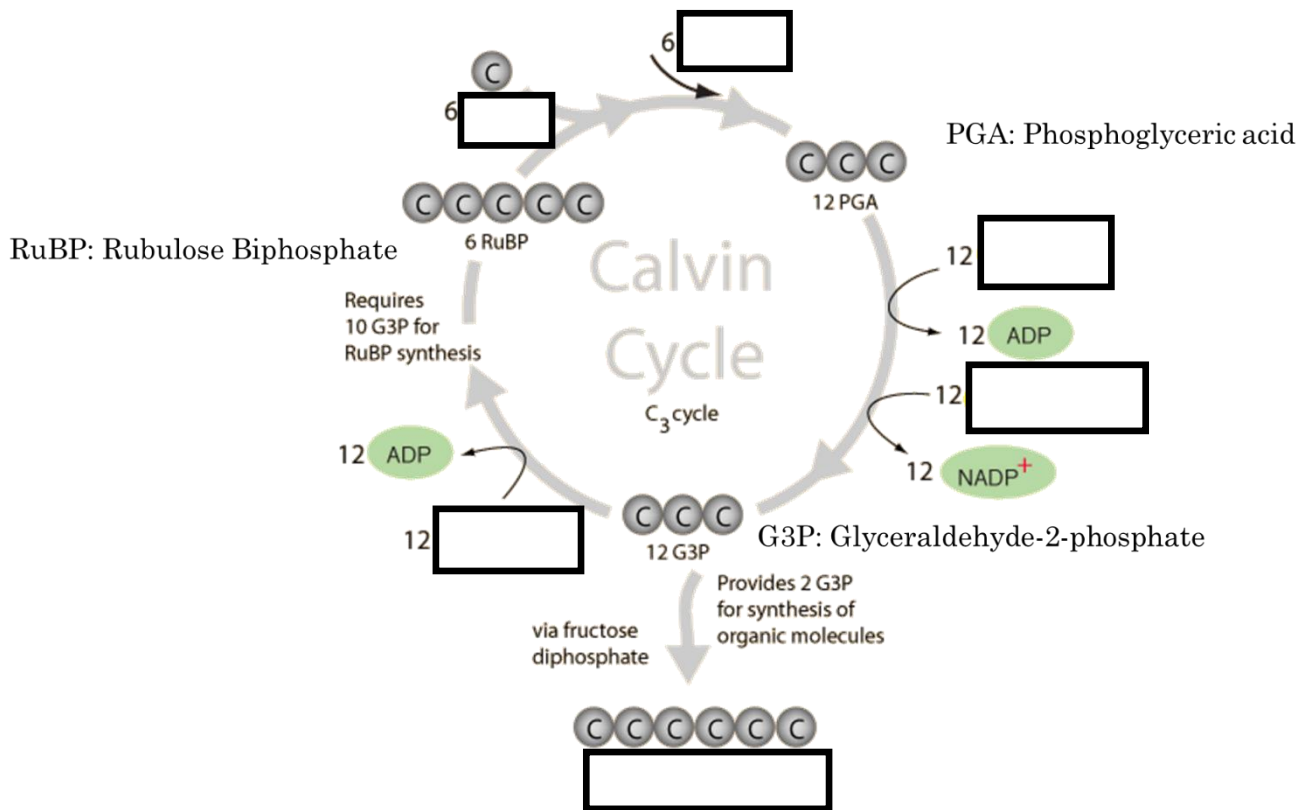 6
C
6
PGA: Phosphoglyceric acid
C C C
12 PGA
C C C C C
6 RuBP
RuBP: Rubulose Biphosphate
Calvin
Cycle
C3 cycle
12
12 ADP
12
12 NADP+
Requires
10 G3P for
RuBP synthesis
12 ADP
12
C C C
12 G3P
G3P: Glyceraldehyde-2-phosphate
Provides 2 G3P
for synthesis of
organic molecules
via fructose
diphosphate
C C C C C C